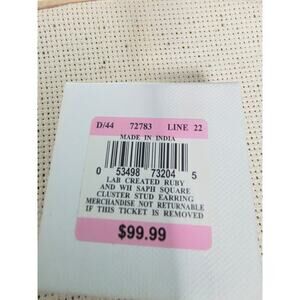 D/44 72783 LINE 22
MADE IN INDIA
0 53498 73204 5
LAB CREATED RUBY
AND WH SAPH SQUARE
CLUSTER STUD EARRING
MERCHANDISE NOT RETURNABLE
IF THIS TICKET IS REMOVED
$99.99